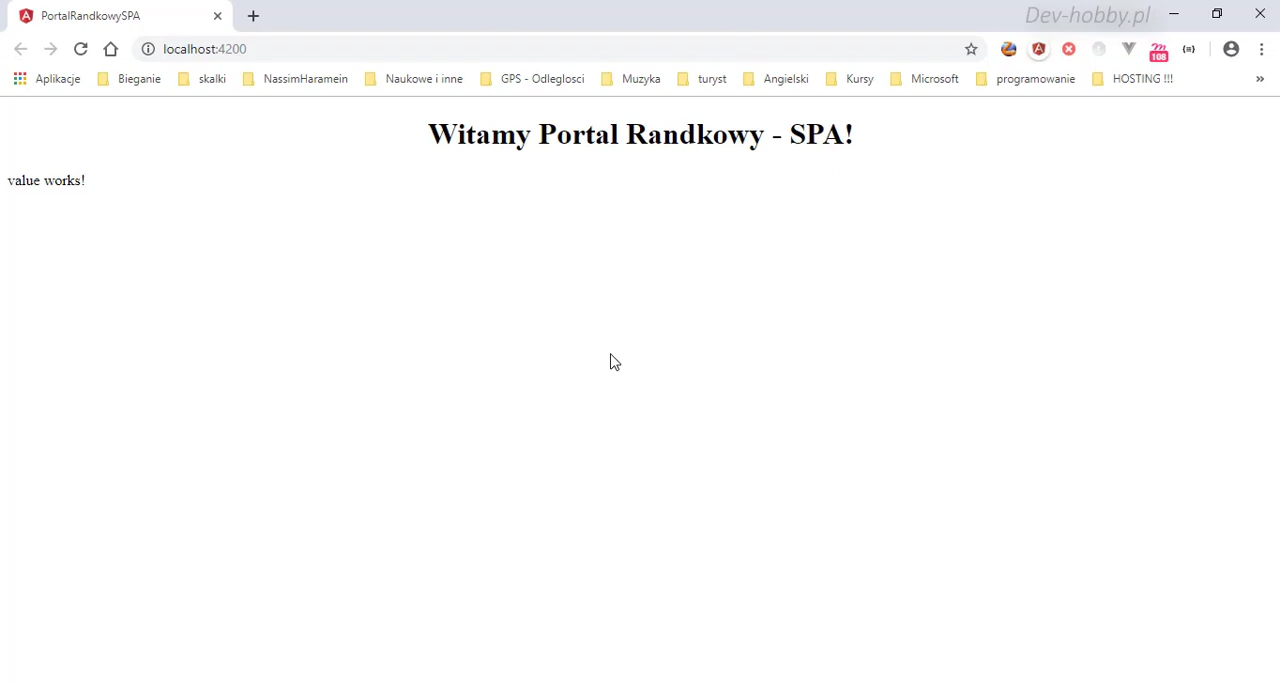 PortalRandkowySPA
Dev-hobby.pl
localhost:4200
108
Aplikacje Bieganie skalki NassimHaramein Naukowe i inne GPS - Odleglosci Muzyka turyst Angielski Kursy Microsoft programowanie HOSTING !!! »
Witamy Portal Randkowy - SPA!
value works!